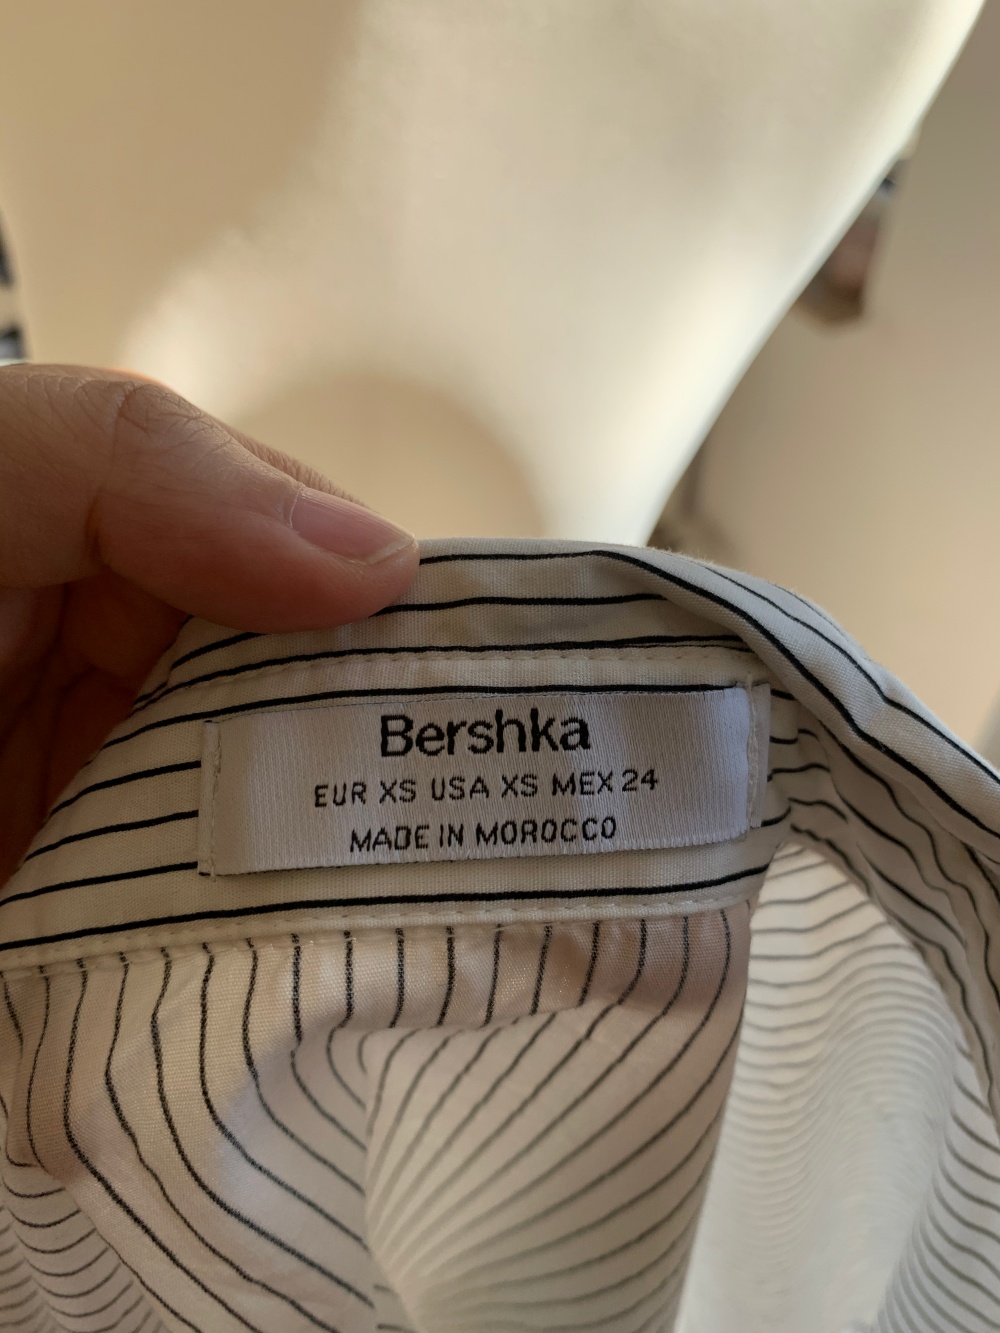 Bershka
EUR XS USA XS MEX 24
MADE IN MOROCCO